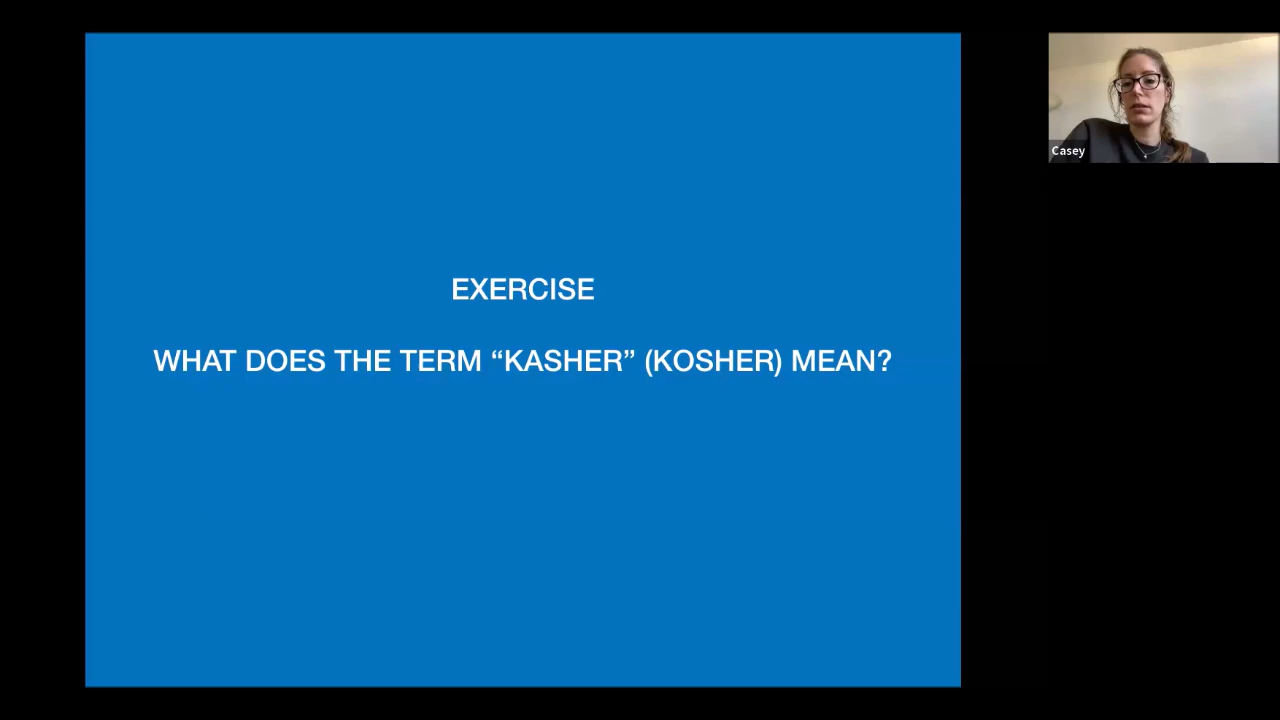 EXERCISE
WHAT DOES THE TERM “KASHER” (KOSHER) MEAN?
Casey